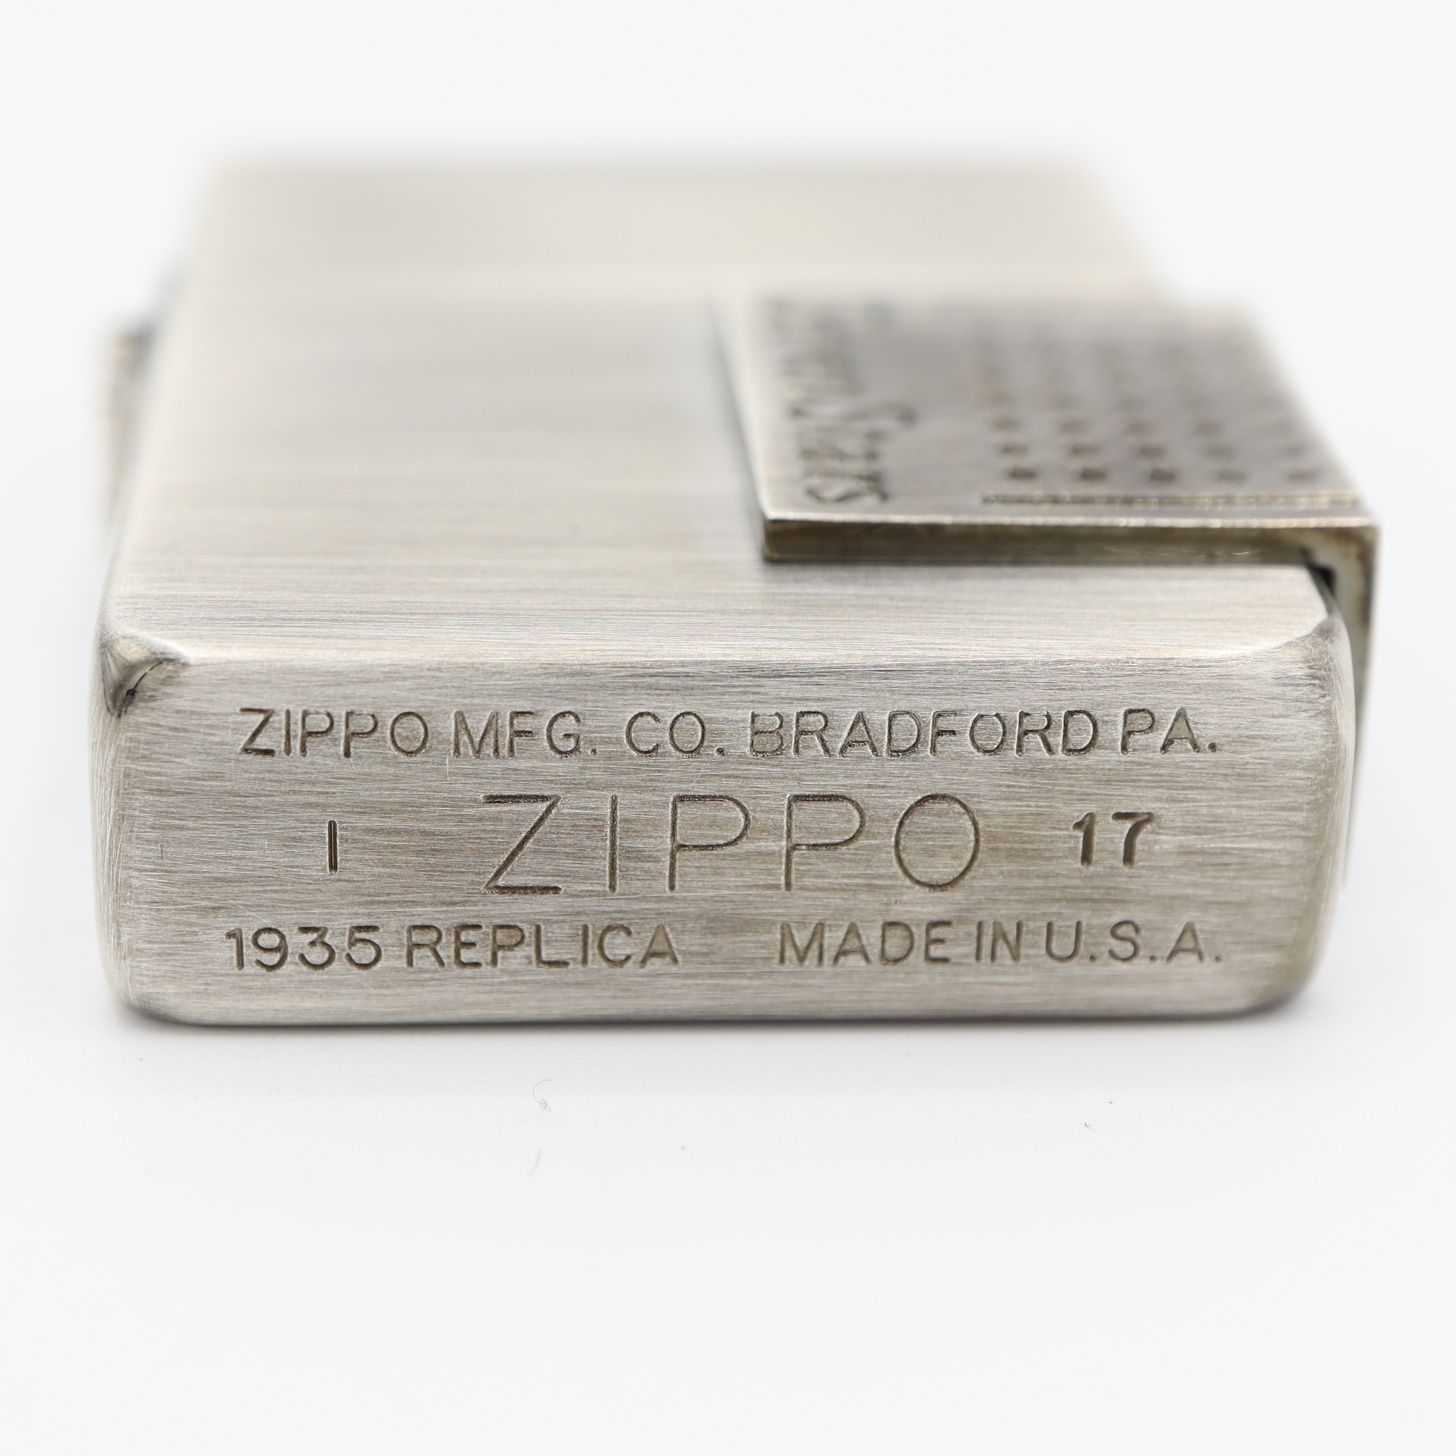 ZIPPO MFG. CO. BRADFORD PA.
I ZIPPO 17
1935 REPLICA MADE IN U.S.A.